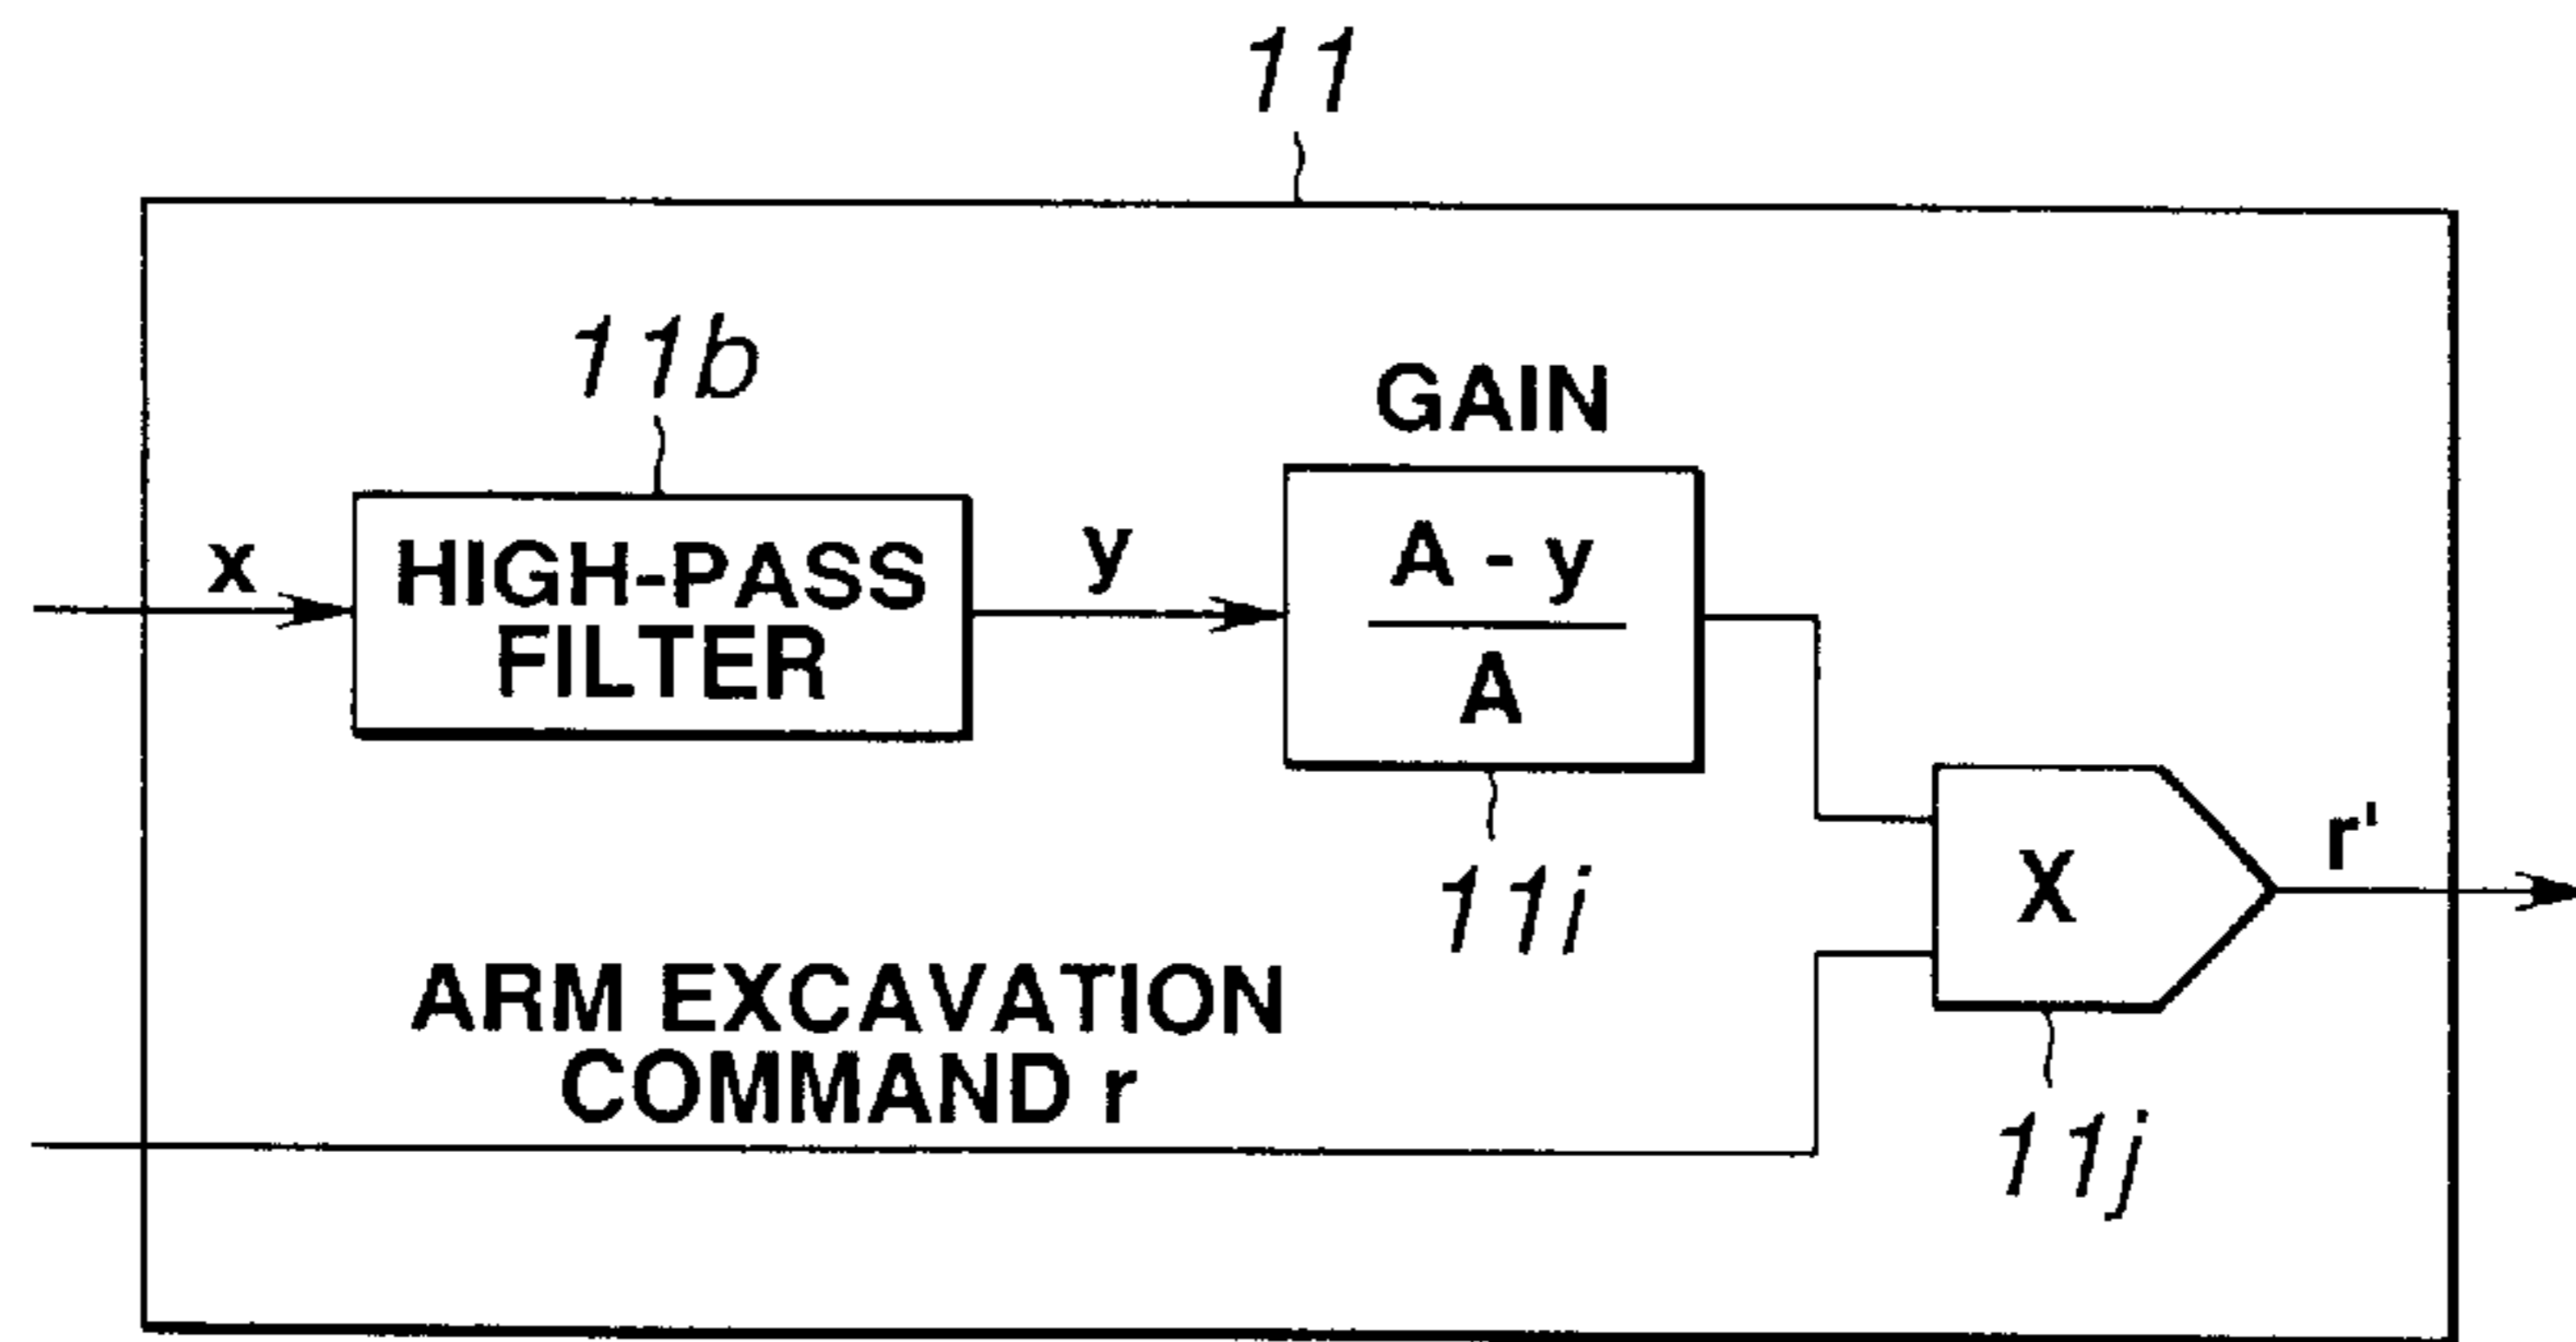 11
11b
GAIN
x
HIGH-PASS
FILTER
y
A - y
A
11i
X
r'
ARM EXCAVATION
COMMAND r
11j